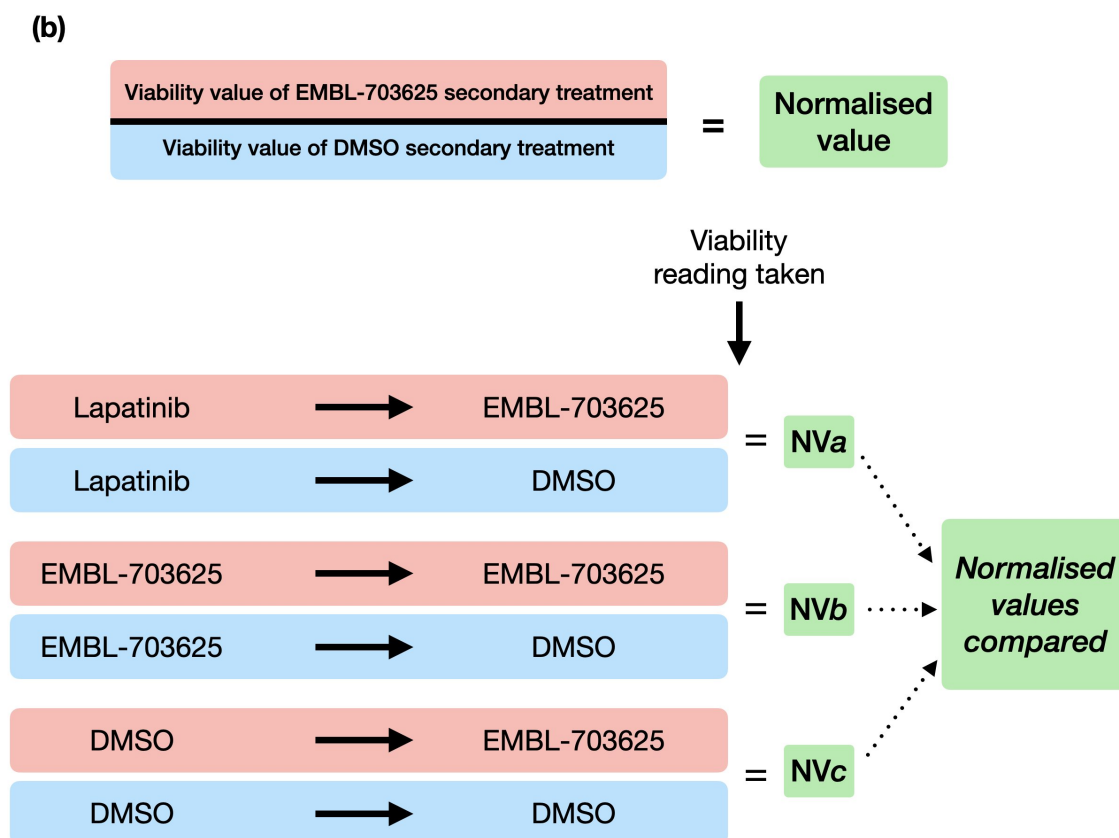 (b)
Viability value of EMBL-703625 secondary treatment
Viability value of DMSO secondary treatment
=
Normalised
value
Viability
reading taken
Lapatinib EMBL-703625
Lapatinib DMSO
= NVa
EMBL-703625 EMBL-703625
EMBL-703625 DMSO
= NVb
DMSO EMBL-703625
DMSO DMSO
= NVc
Normalised
values
compared